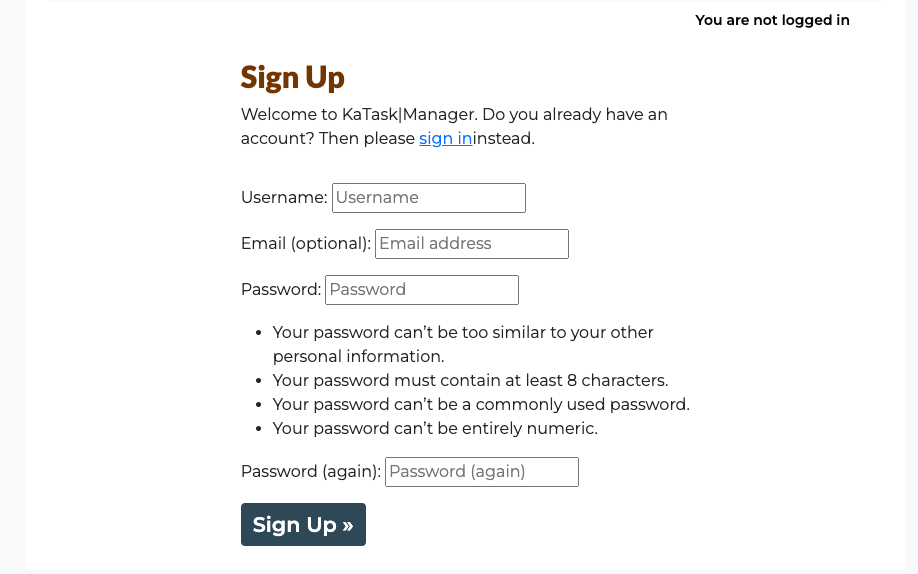 You are not logged in
Sign Up
Welcome to KaTask|Manager. Do you already have an
account? Then please sign ininstead.
Username: Username
Email (optional): Email address
Password: Password
• Your password can’t be too similar to your other
personal information.
• Your password must contain at least 8 characters.
• Your password can’t be a commonly used password.
• Your password can’t be entirely numeric.
Password (again): Password (again)
Sign Up »